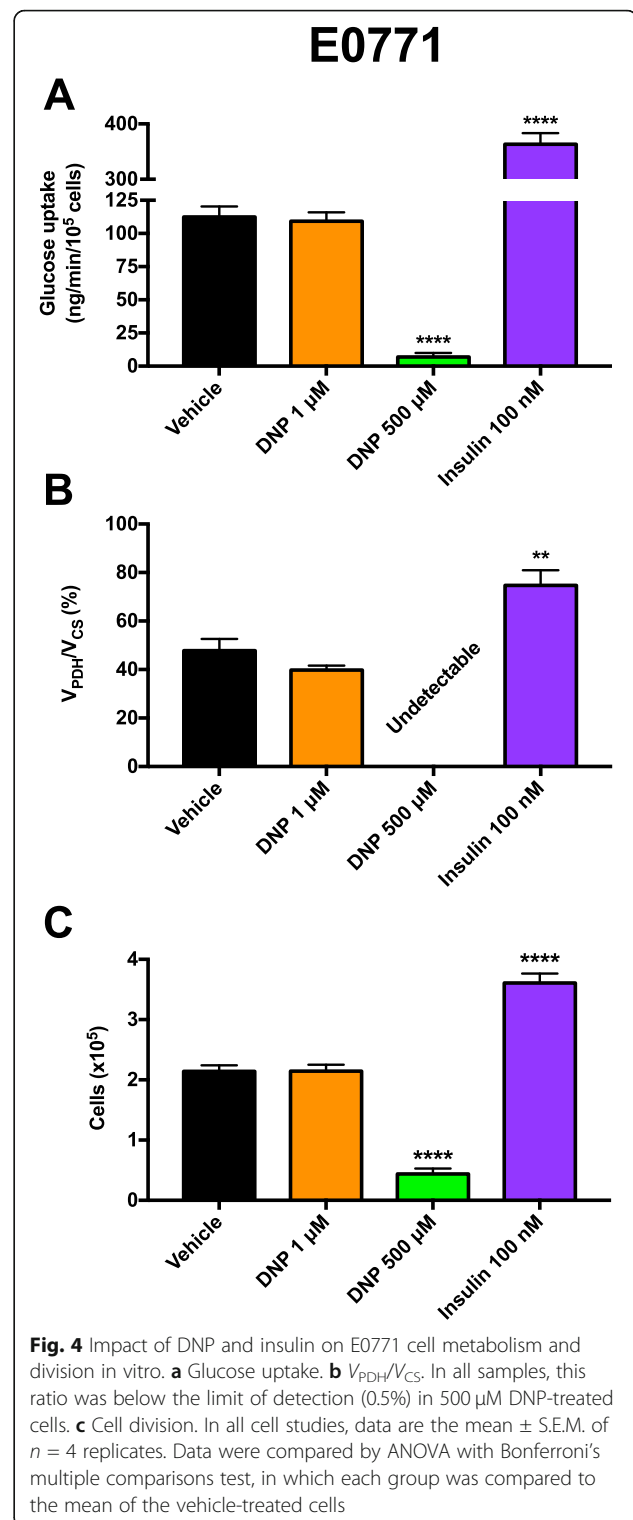 E0771
A
Glucose uptake
(ng/min/10⁵ cells)
400
300
125
100
75
50
25
0
****
****
Vehicle
DNP 1 µM
DNP 500 µM
Insulin 100 nM
B
V_PDH/V_CS (%)
100
80
60
40
20
0
Undetectable
**
Vehicle
DNP 1 µM
DNP 500 µM
Insulin 100 nM
C
Cells (x10⁵)
4
3
2
1
0
****
****
Vehicle
DNP 1 µM
DNP 500 µM
Insulin 100 nM
Fig. 4 Impact of DNP and insulin on E0771 cell metabolism and
division in vitro. a Glucose uptake. b V_PDH/V_CS. In all samples, this
ratio was below the limit of detection (0.5%) in 500 µM DNP-treated
cells. c Cell division. In all cell studies, data are the mean ± S.E.M. of
n = 4 replicates. Data were compared by ANOVA with Bonferroni's
multiple comparisons test, in which each group was compared to
the mean of the vehicle-treated cells